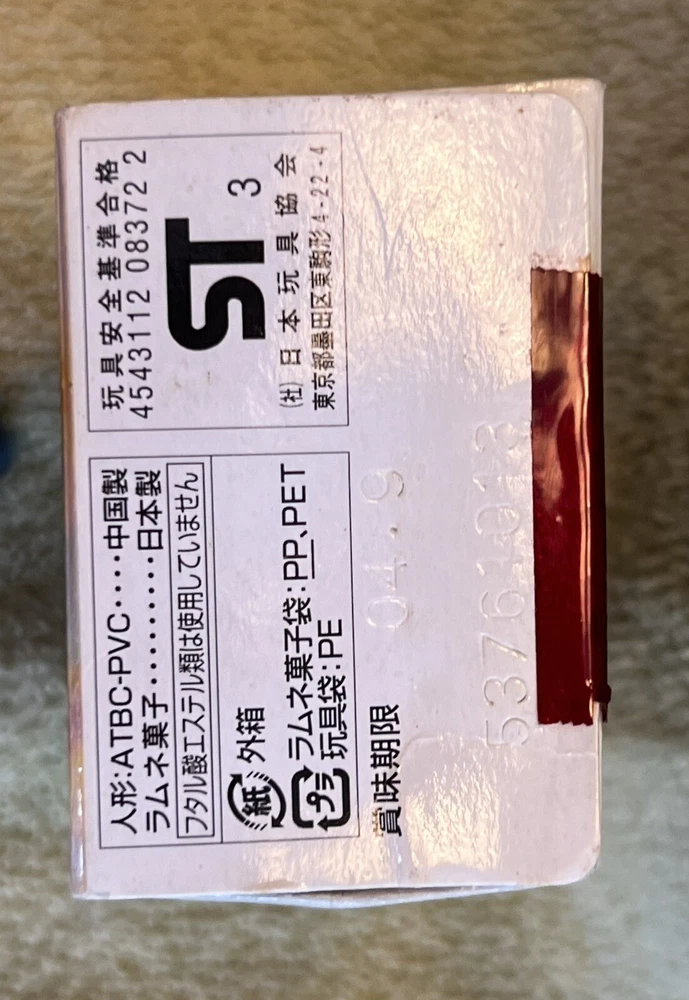 人形:ATBC-PVC‥‥中国製
ラムネ菓子‥‥‥‥‥日本製
フタル酸エステル類は使用していません
紙 外箱
プラ ラムネ菓子袋:PP、PET
玩具袋:PE
賞味期限 04.・9
53761013
玩具安全基準合格
4543112 08372 2
ST 3
(社)日本玩具協会
東京都墨田区東駒形4-22-4